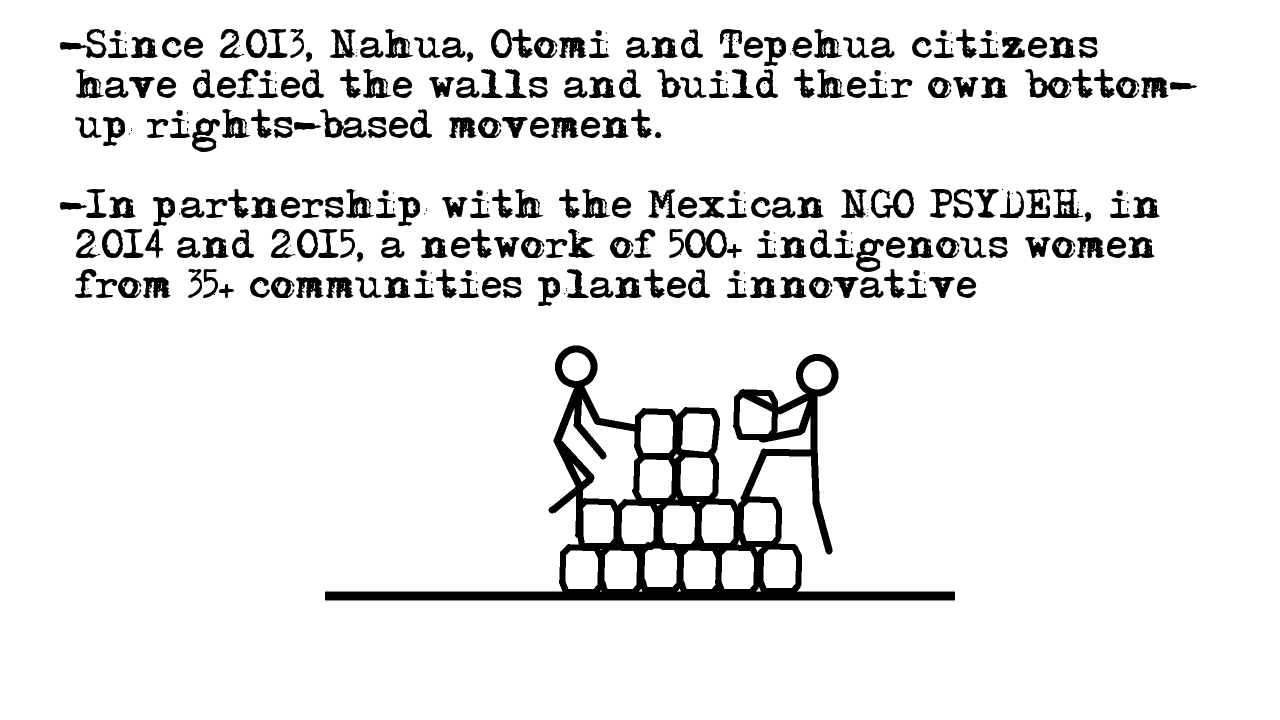 -Since 2013, Nahua, Otomi and Tepehua citizens
have defied the walls and build their own bottom-
up rights-based movement.
-In partnership with the Mexican NGO PSYDEH, in
2014 and 2015, a network of 500+ indigenous women
from 35+ communities planted innovative